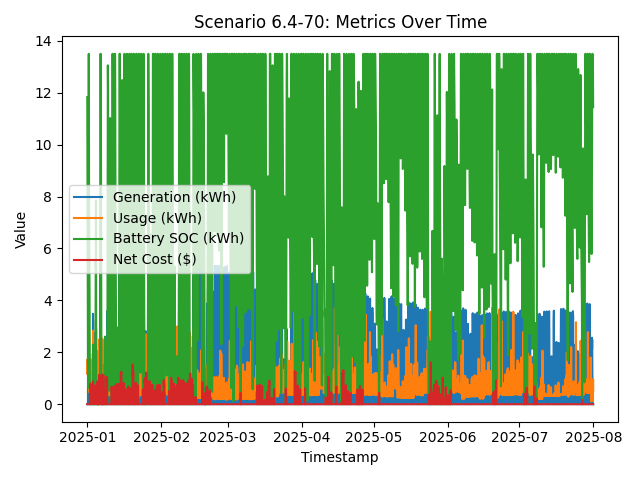 Scenario 6.4-70: Metrics Over Time
14
12
10
8
6
4
2
0
Value
Generation (kWh)
Usage (kWh)
Battery SOC (kWh)
Net Cost ($)
2025-01 2025-02 2025-03 2025-04 2025-05 2025-06 2025-07 2025-08
Timestamp